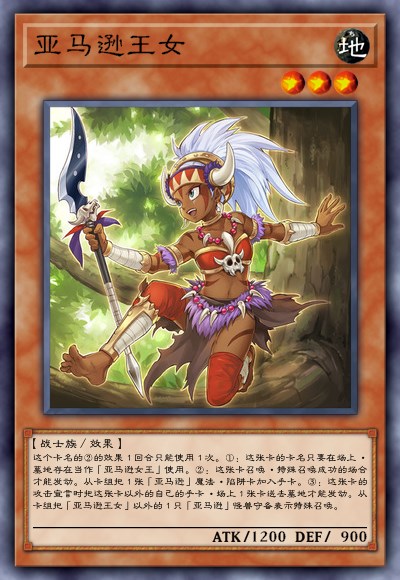 亚马逊王女
地
【战士族／效果】
这个卡名的②的效果1回合只能使用1次。①：这张卡的卡名只要在场上・
墓地存在当作「亚马逊女王」使用。②：这张卡召唤・特殊召唤成功的场合
才能发动。从卡组把1张「亚马逊」魔法・陷阱卡加入手卡。③：这张卡的
攻击宣言时把这张卡以外的自己的手卡・场上1张卡送去墓地才能发动。从
卡组把「亚马逊王女」以外的1只「亚马逊」怪兽守备表示特殊召唤。
ATK/1200 DEF/ 900